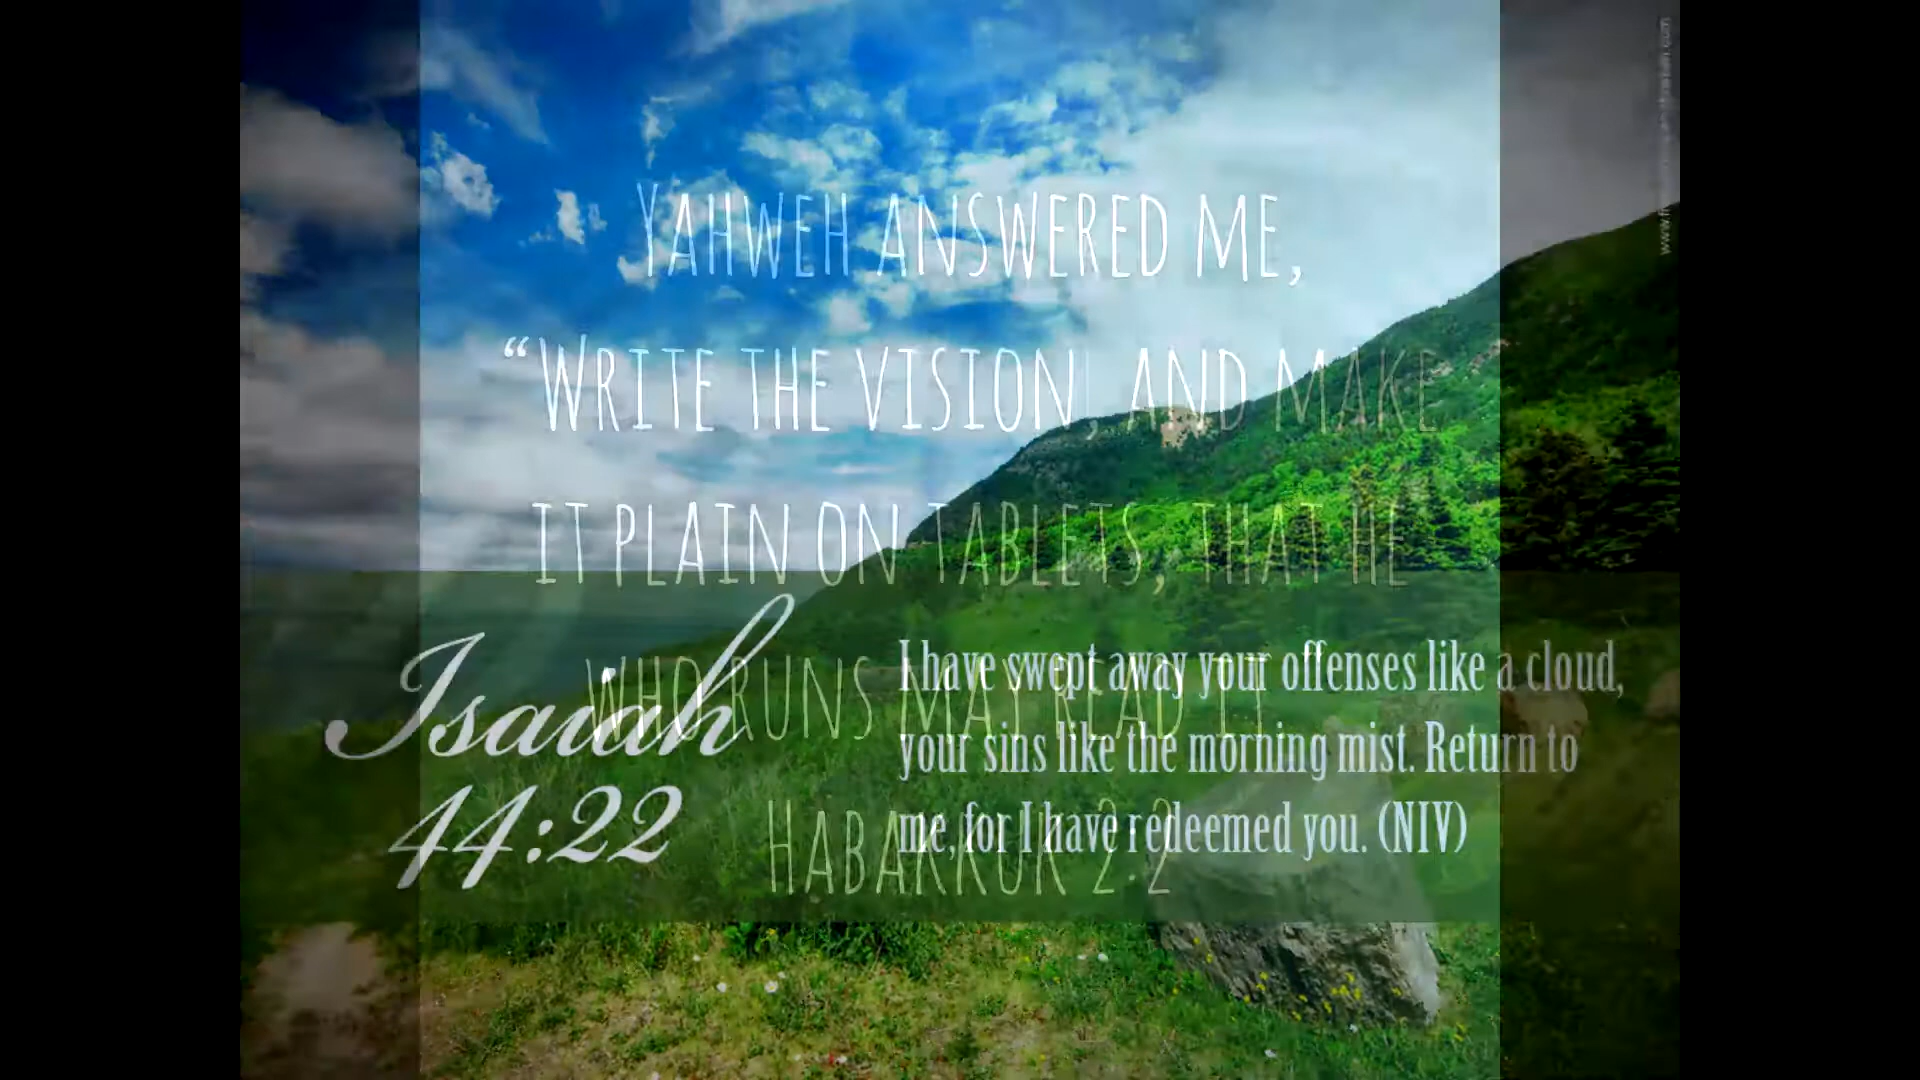 Yahweh answered me,
“Write the vision, and make
it plain on tablets, that he
who runs may read it.
Habakkuk 2:2
Isaiah
44:22
I have swept away your offenses like a cloud,
your sins like the morning mist. Return to
me, for I have redeemed you. (NIV)